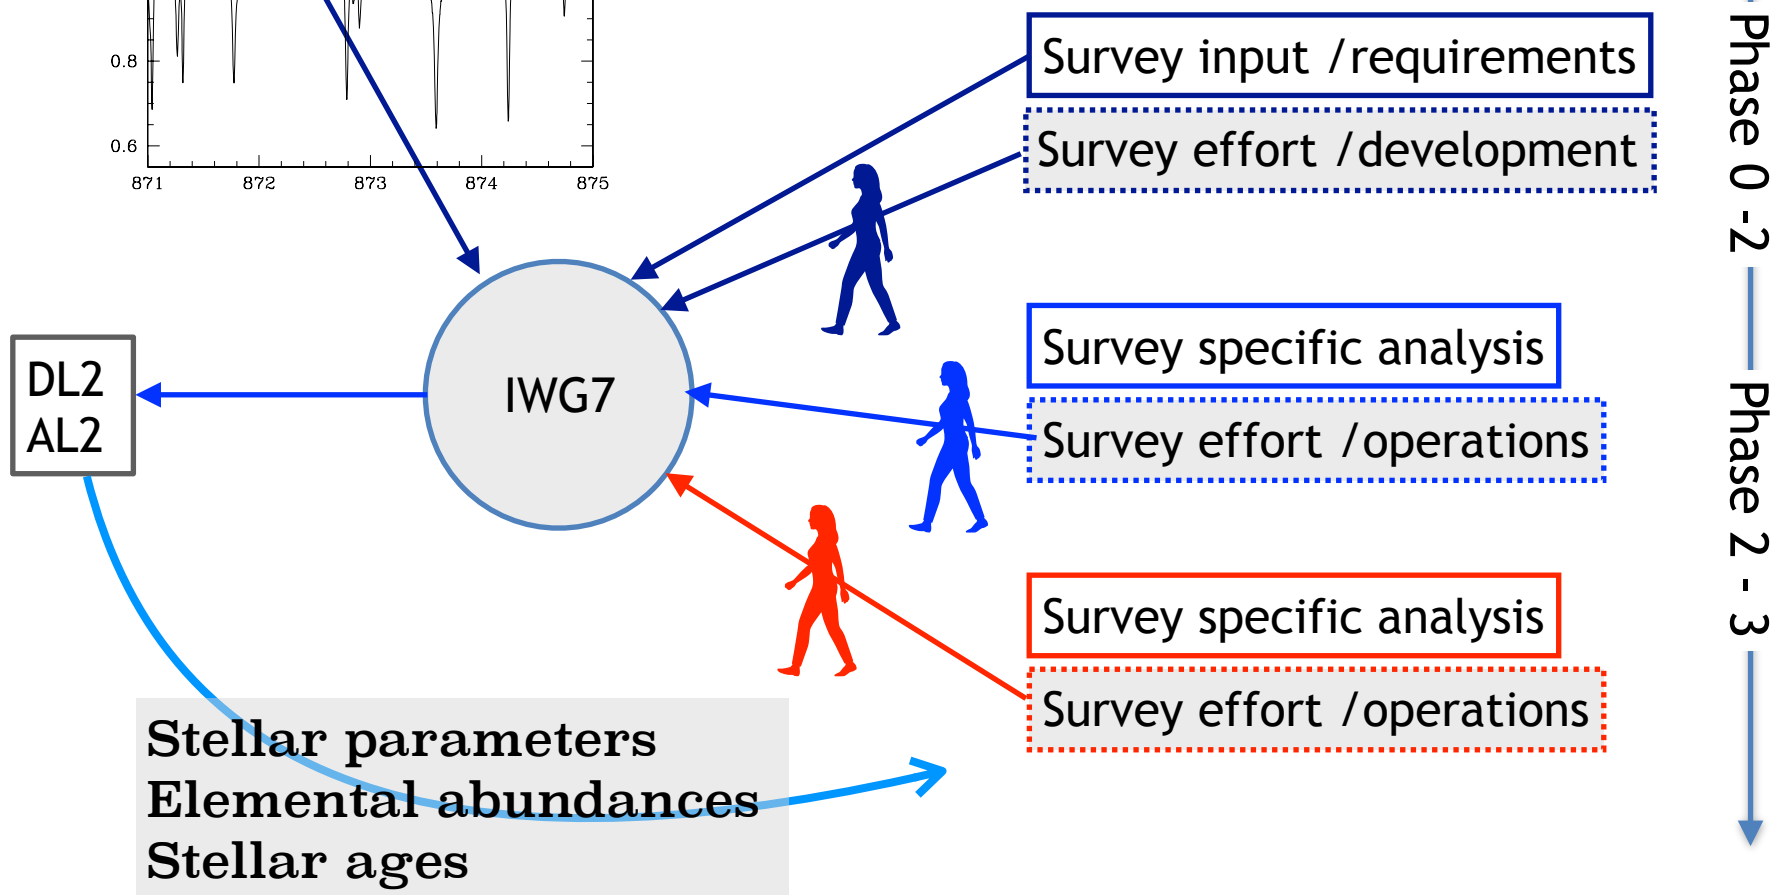 0.8
0.6
871 872 873 874 875
Survey input /requirements
Survey effort /development
Phase 0 -2
IWG7
DL2
AL2
Survey specific analysis
Survey effort /operations
Phase 2 - 3
Survey specific analysis
Survey effort /operations
Stellar parameters
Elemental abundances
Stellar ages